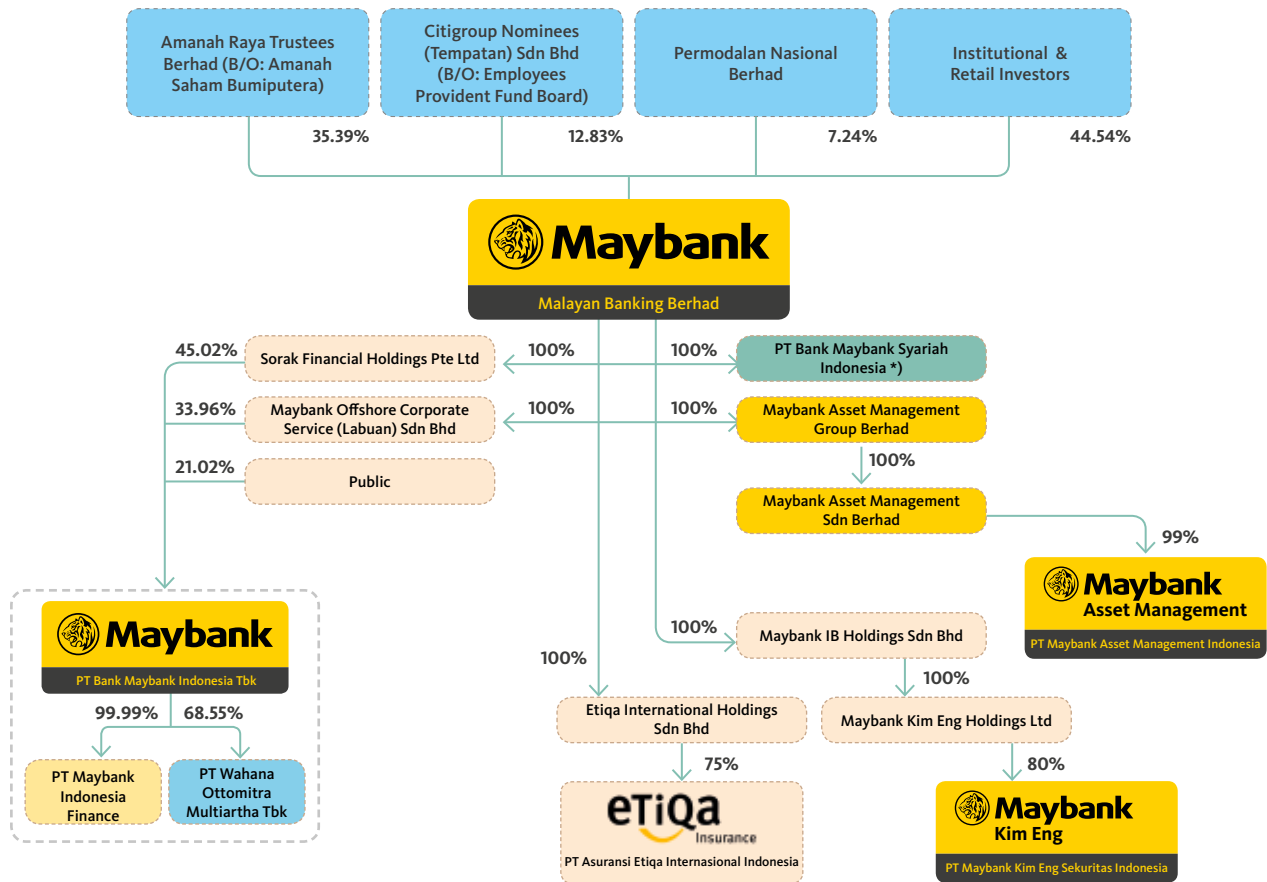 Amanah Raya Trustees
Berhad (B/O: Amanah
Saham Bumiputera)
Citigroup Nominees
(Tempatan) Sdn Bhd
(B/O: Employees
Provident Fund Board)
Permodalan Nasional
Berhad
Institutional &
Retail Investors
35.39%
12.83%
7.24%
44.54%
Maybank
Malayan Banking Berhad
45.02%
Sorak Financial Holdings Pte Ltd
100%
100%
PT Bank Maybank Syariah
Indonesia *)
33.96%
Maybank Offshore Corporate
Service (Labuan) Sdn Bhd
100%
100%
Maybank Asset Management
Group Berhad
21.02%
Public
100%
Maybank Asset Management
Sdn Berhad
99%
Maybank
Asset Management
PT Maybank Asset Management Indonesia
Maybank
PT Bank Maybank Indonesia Tbk
99.99%
68.55%
PT Maybank
Indonesia
Finance
PT Wahana
Ottomitra
Multiartha Tbk
100%
Maybank IB Holdings Sdn Bhd
100%
100%
Etiqa International Holdings
Sdn Bhd
Maybank Kim Eng Holdings Ltd
75%
80%
eTiQa
Insurance
PT Asuransi Etiqa Internasional Indonesia
Maybank
Kim Eng
PT Maybank Kim Eng Sekuritas Indonesia